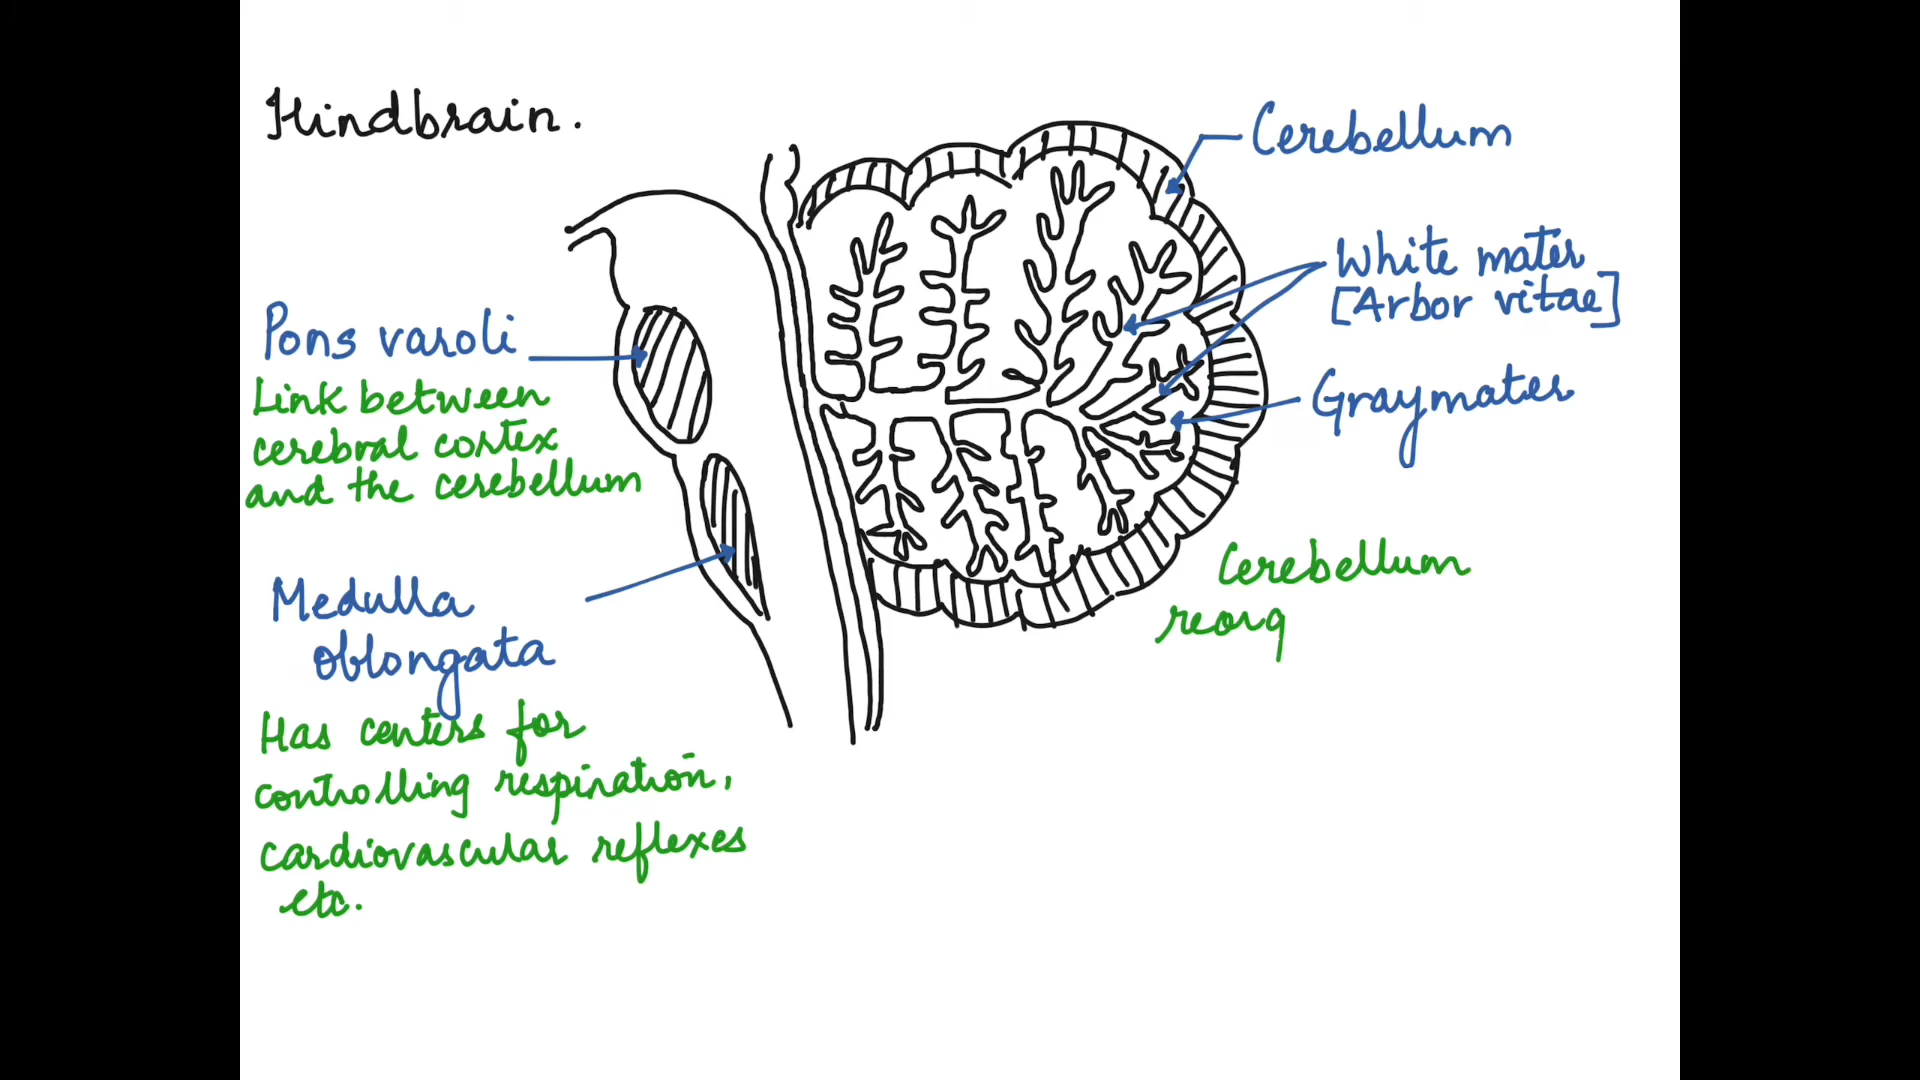 Hindbrain.
Cerebellum
White mater
[Arbor vitae]
Pons varoli
Link between
cerebral cortex
and the cerebellum
Graymater
Cerebellum
reorg
Medulla
oblongata
Has centers for
controlling respiration,
cardiovascular reflexes
etc.